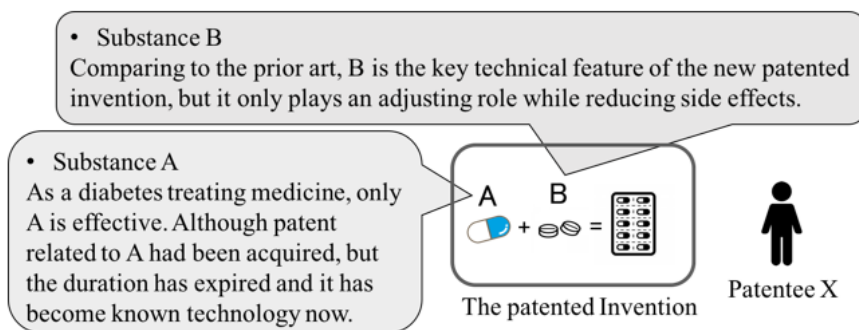 • Substance B
Comparing to the prior art, B is the key technical feature of the new patented
invention, but it only plays an adjusting role while reducing side effects.
• Substance A
As a diabetes treating medicine, only
A is effective. Although patent
related to A had been acquired, but
the duration has expired and it has
become known technology now.
A B
+ =
The patented Invention
Patentee X